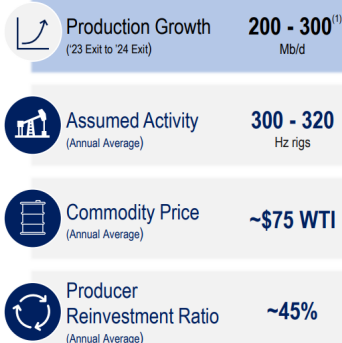 Production Growth
('23 Exit to '24 Exit)
200 - 300(1)
Mb/d
Assumed Activity
(Annual Average)
300 - 320
Hz rigs
Commodity Price
(Annual Average)
~$75 WTI
Producer
Reinvestment Ratio
(Annual Average)
~45%